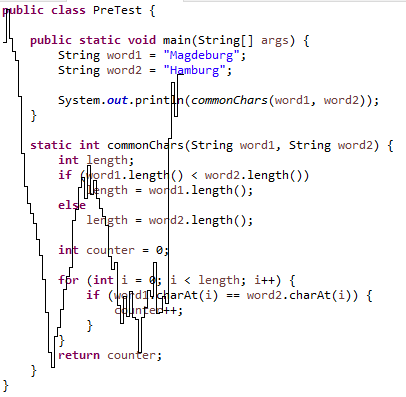 public class PreTest {
public static void main(String[] args) {
String word1 = "Magdeburg";
String word2 = "Hamburg";
System.out.println(commonChars(word1, word2));
}
static int commonChars(String word1, String word2) {
int length;
if (word1.length() < word2.length())
length = word1.length();
else
length = word2.length();
int counter = 0;
for (int i = 0; i < length; i++) {
if (word1.charAt(i) == word2.charAt(i)) {
counter++;
}
}
return counter;
}
}